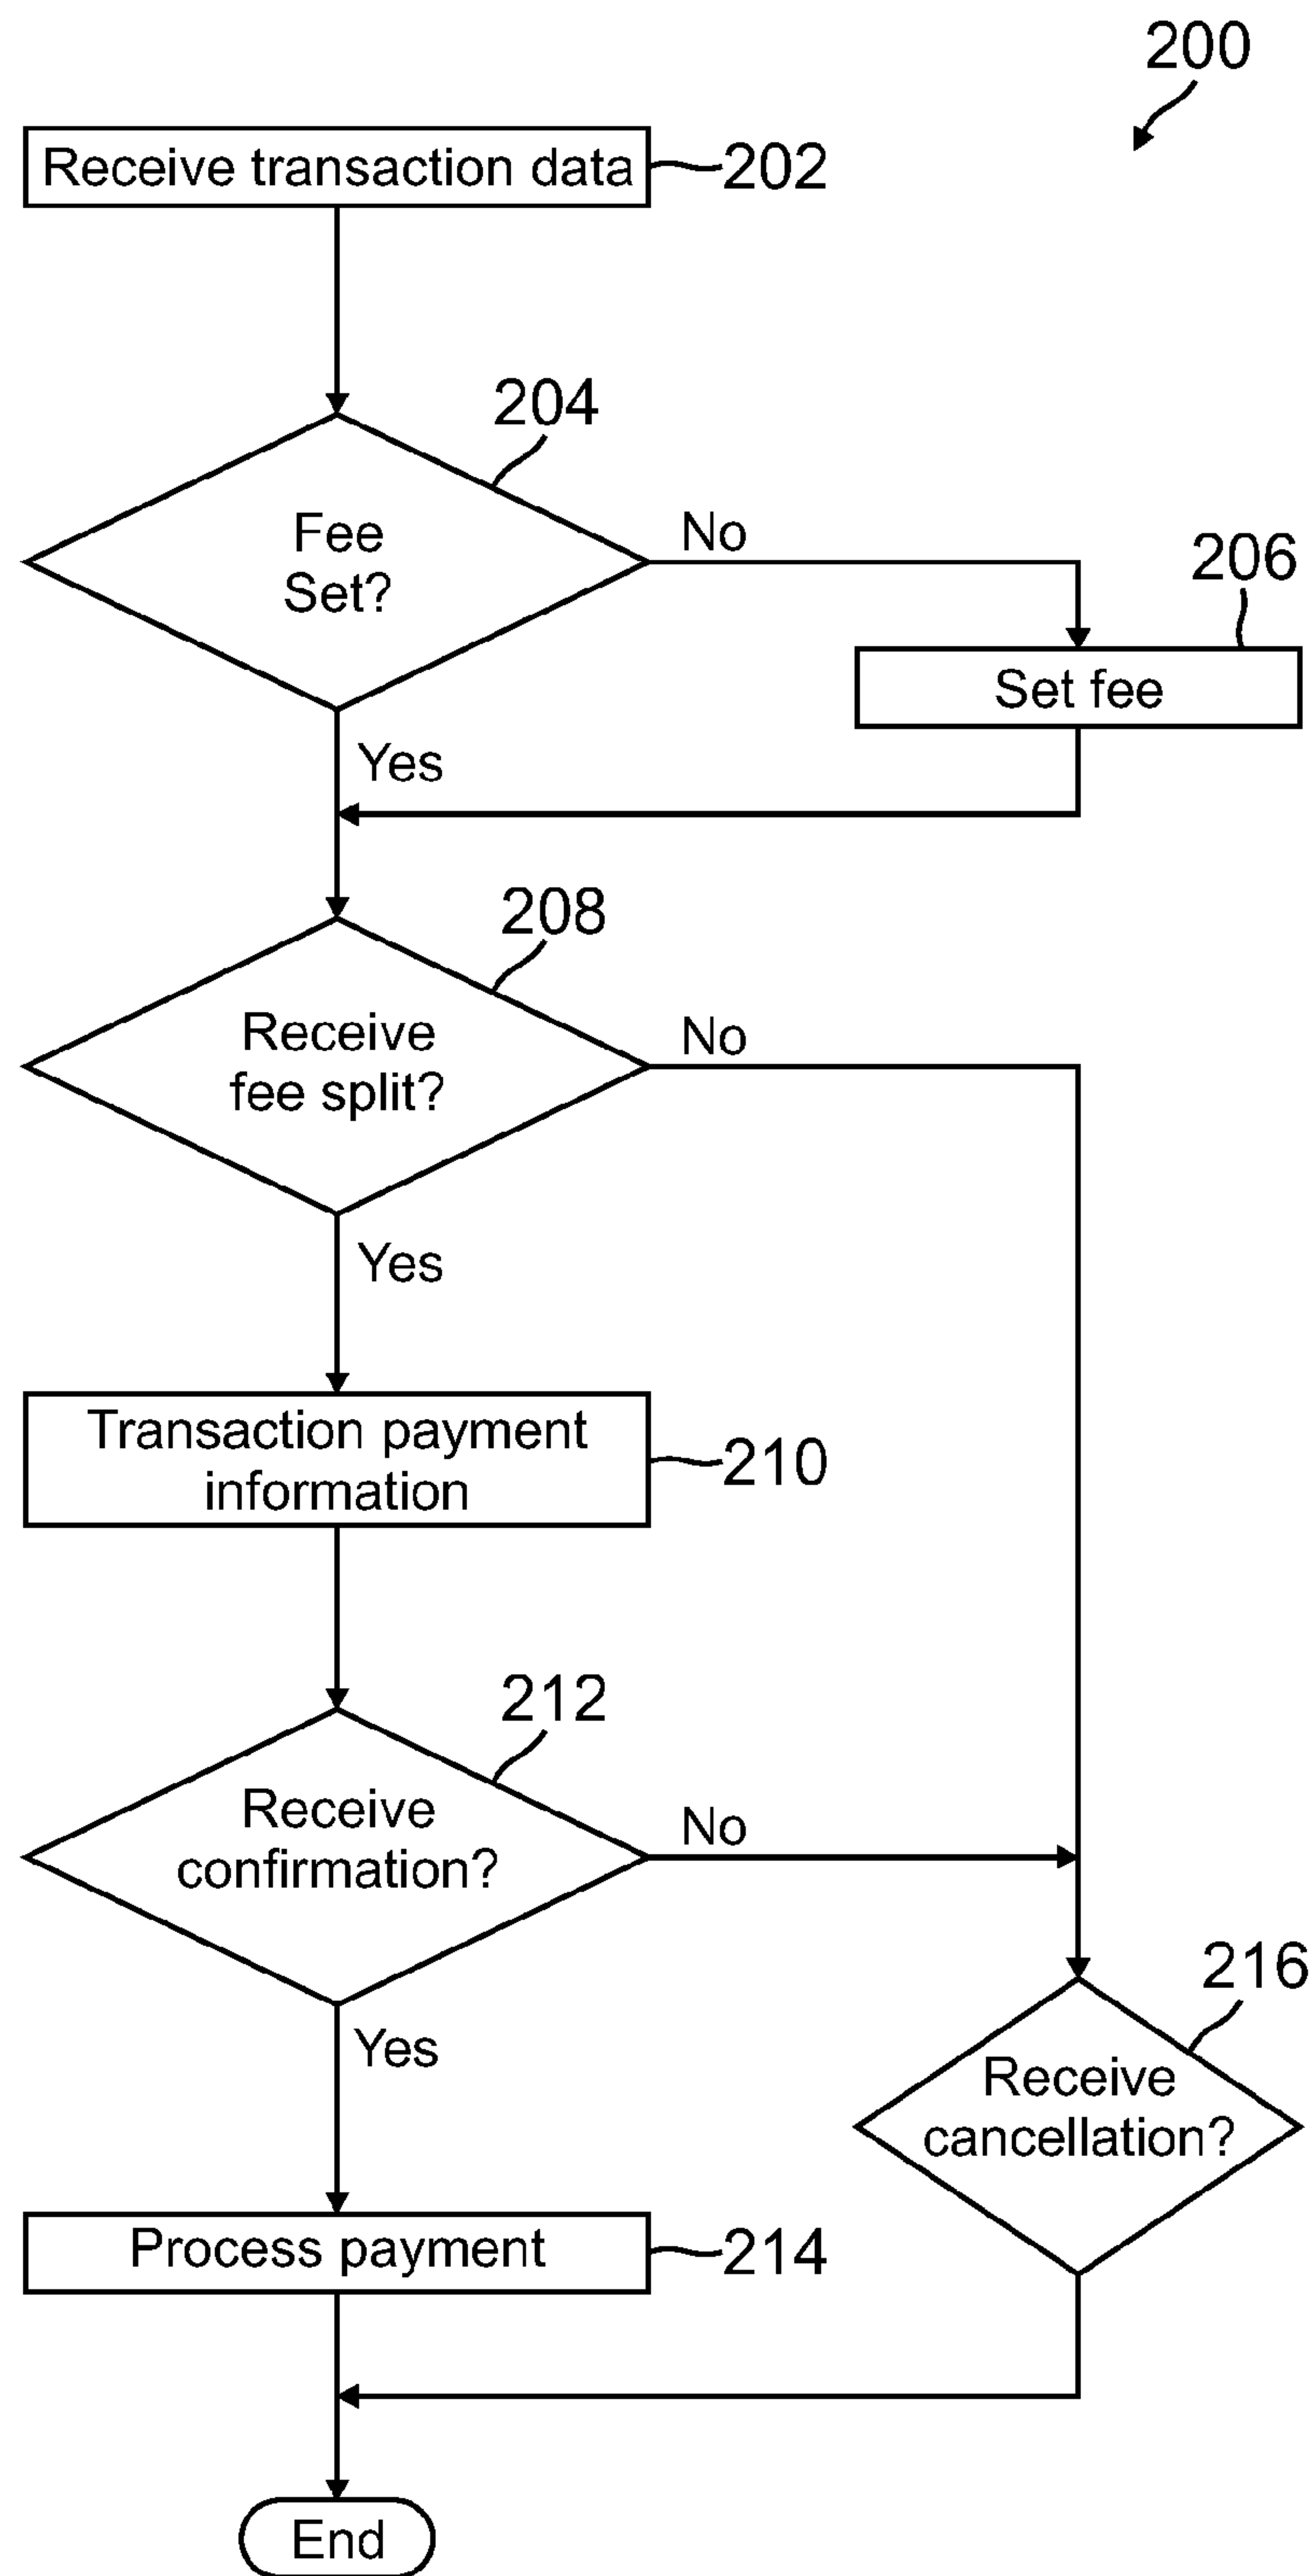 200
Receive transaction data
202
204
Fee
Set?
No
206
Set fee
Yes
208
Receive
fee split?
No
Yes
Transaction payment
information
210
212
Receive
confirmation?
No
216
Yes
Receive
cancellation?
Process payment
214
End